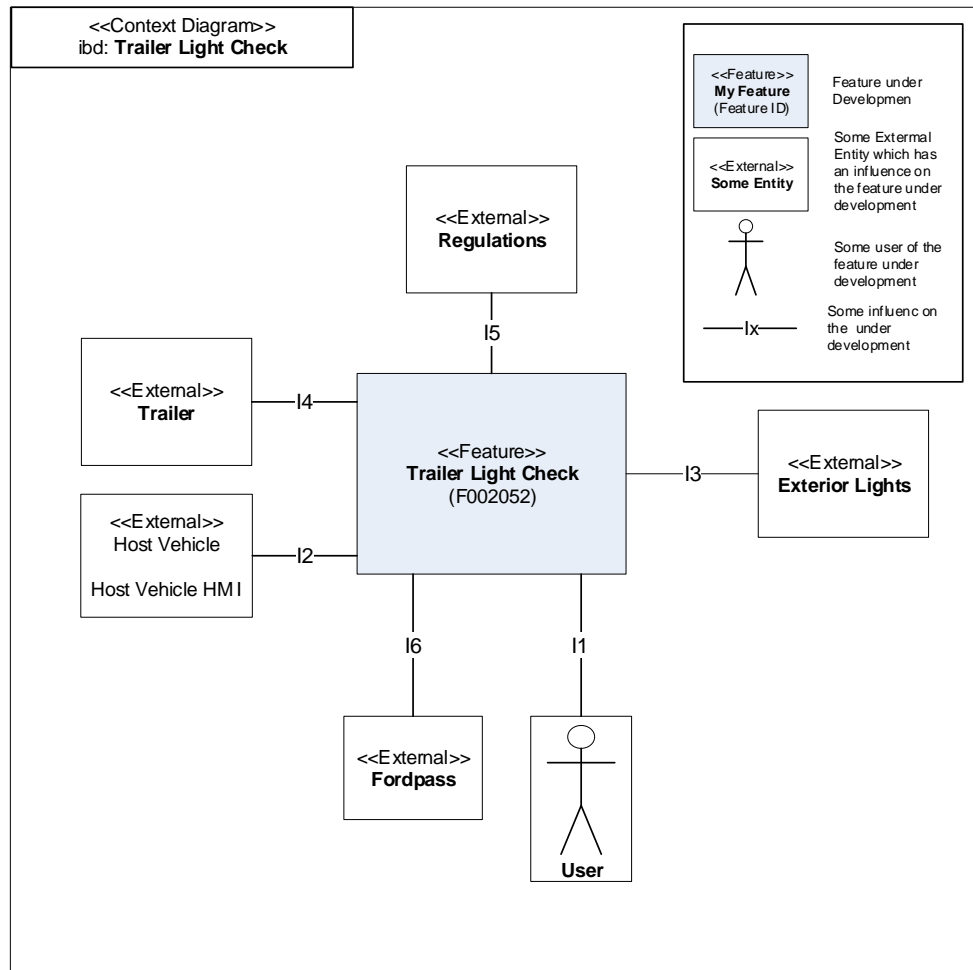 <<Context Diagram>>
ibd: Trailer Light Check
<<Feature>>
My Feature
(Feature ID)
Feature under
Developmen
<<External>>
Some Entity
Some Extermal
Entity which has
an influence on
the feature under
development
Some user of the
feature under
development
Ix
Some influenc on
the under
development
<<External>>
Regulations
I5
<<External>>
Trailer
I4
<<Feature>>
Trailer Light Check
(F002052)
I3
<<External>>
Exterior Lights
<<External>>
Host Vehicle
Host Vehicle HMI
I2
I6
I1
<<External>>
Fordpass
User